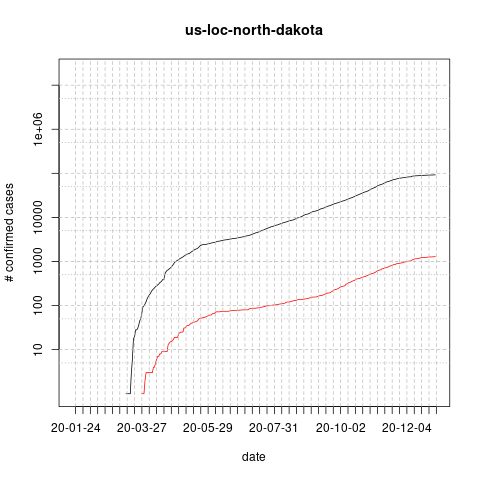 us-loc-north-dakota
# confirmed cases
1e+06
10000
1000
100
10
20-01-24 20-03-27 20-05-29 20-07-31 20-10-02 20-12-04
date